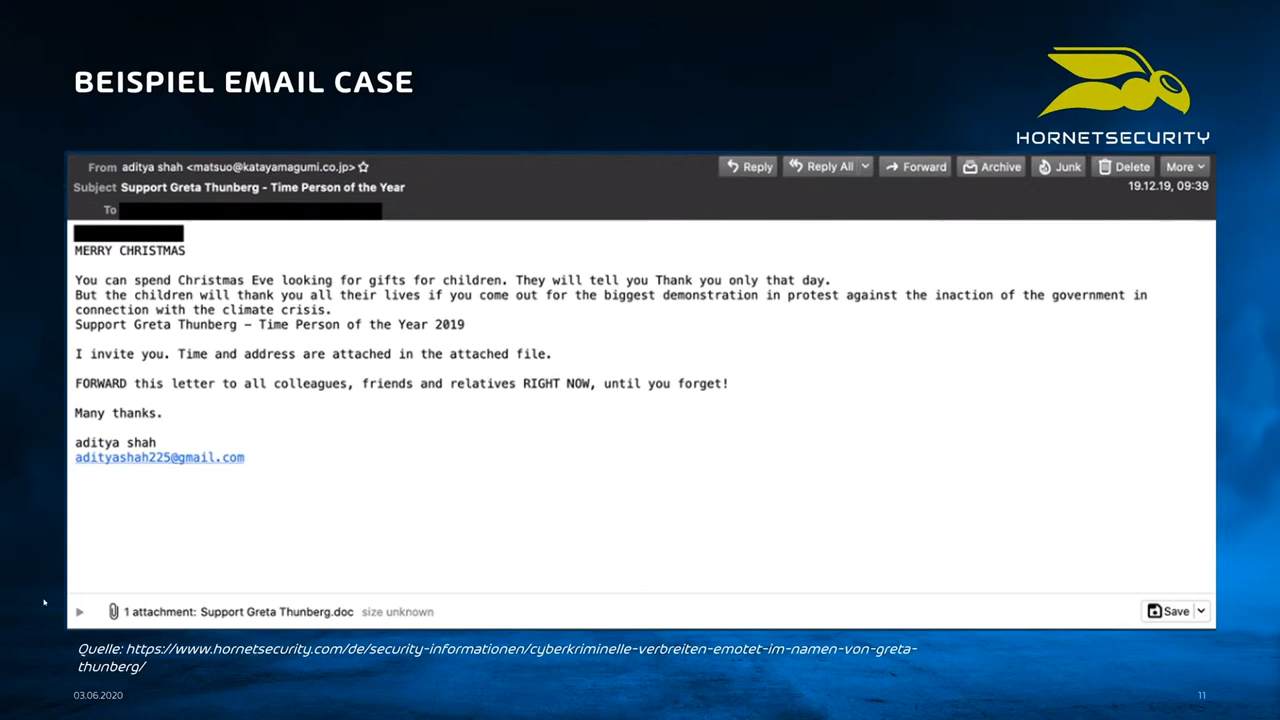 BEISPIEL EMAIL CASE
HORNETSECURITY
From aditya shah <matsuo@katayamagumi.co.jp>
Reply
Reply All
Forward
Archive
Junk
Delete
More
Subject Support Greta Thunberg - Time Person of the Year
19.12.19, 09:39
To
MERRY CHRISTMAS
You can spend Christmas Eve looking for gifts for children. They will tell you Thank you only that day.
But the children will thank you all their lives if you come out for the biggest demonstration in protest against the inaction of the government in
connection with the climate crisis.
Support Greta Thunberg – Time Person of the Year 2019
I invite you. Time and address are attached in the attached file.
FORWARD this letter to all colleagues, friends and relatives RIGHT NOW, until you forget!
Many thanks.
aditya shah
adityashah225@gmail.com
1 attachment: Support Greta Thunberg.doc size unknown
Save
Quelle: https://www.hornetsecurity.com/de/security-informationen/cyberkriminelle-verbreiten-emotet-im-namen-von-greta-
thunberg/
03.06.2020
11